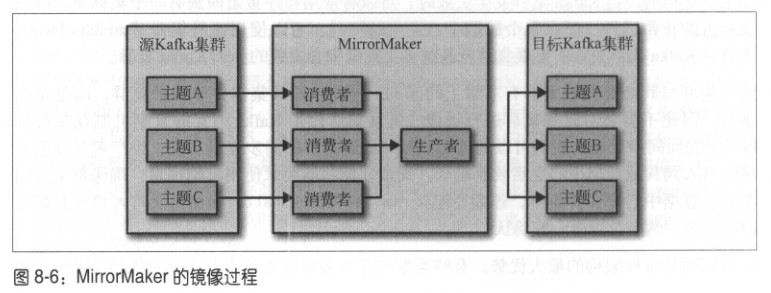 源Kafka集群
MirrorMaker
目标Kafka集群
主题A
消费者
主题A
主题B
消费者
生产者
主题B
主题C
消费者
主题C
图 8-6：MirrorMaker 的镜像过程